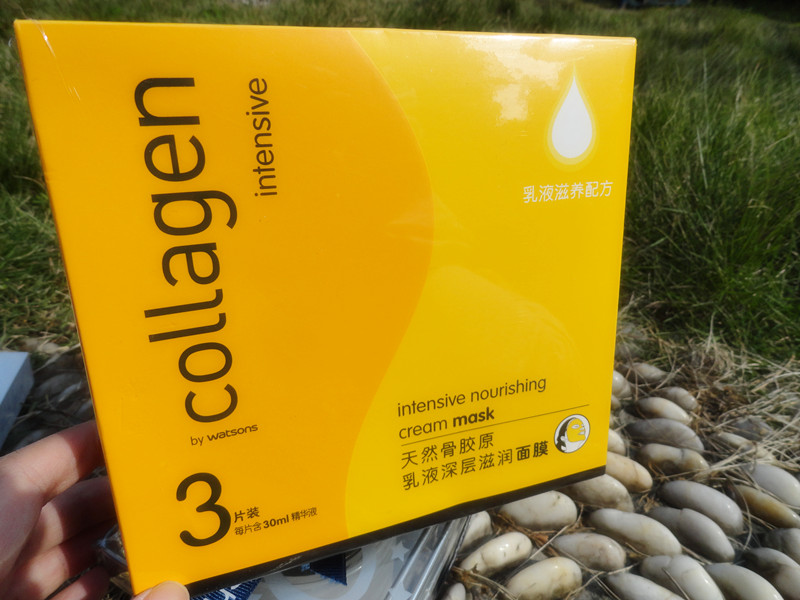 collagen
intensive
by watsons
乳液滋养配方
intensive nourishing
cream mask
天然骨胶原
乳液深层滋润面膜
3片装
每片含30ml精华液